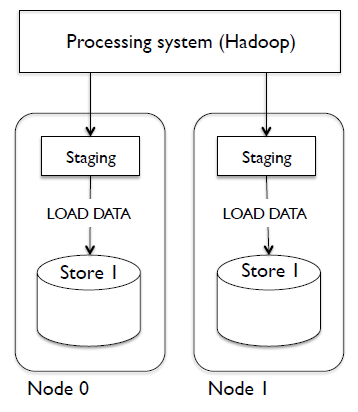 Processing system (Hadoop)
Staging
Staging
LOAD DATA
LOAD DATA
Store 1
Store 1
Node 0
Node 1